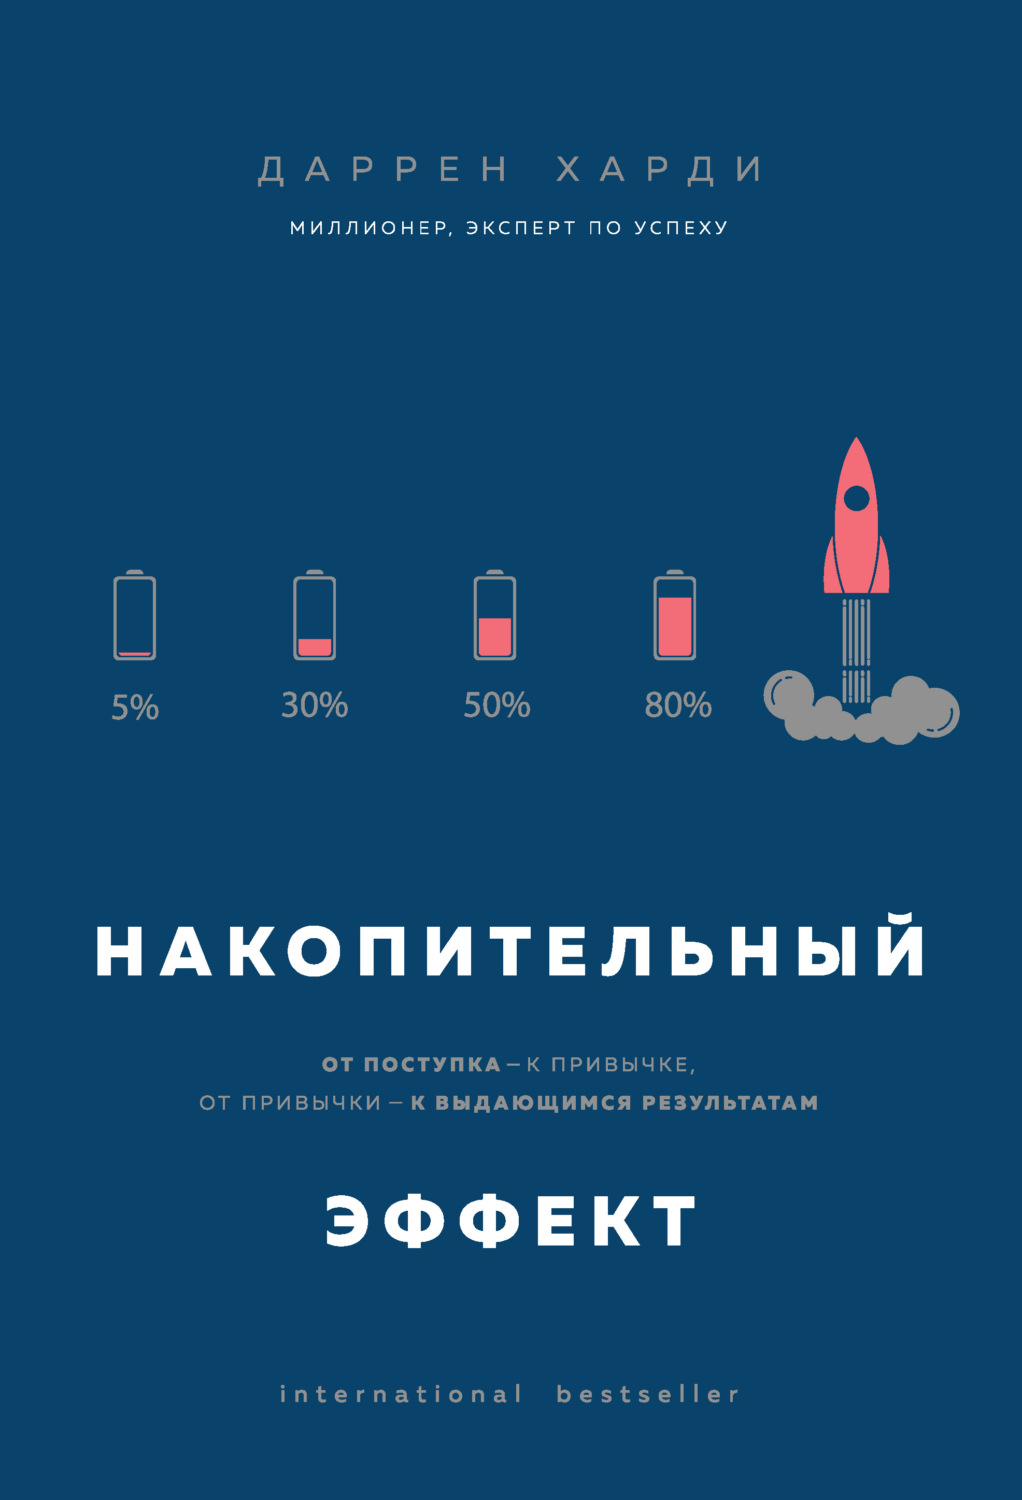 ДАРРЕН ХАРДИ
МИЛЛИОНЕР, ЭКСПЕРТ ПО УСПЕХУ
5% 30% 50% 80%
НАКОПИТЕЛЬНЫЙ
ОТ ПОСТУПКА – К ПРИВЫЧКЕ,
ОТ ПРИВЫЧКИ – К ВЫДАЮЩИМСЯ РЕЗУЛЬТАТАМ
ЭФФЕКТ
international bestseller